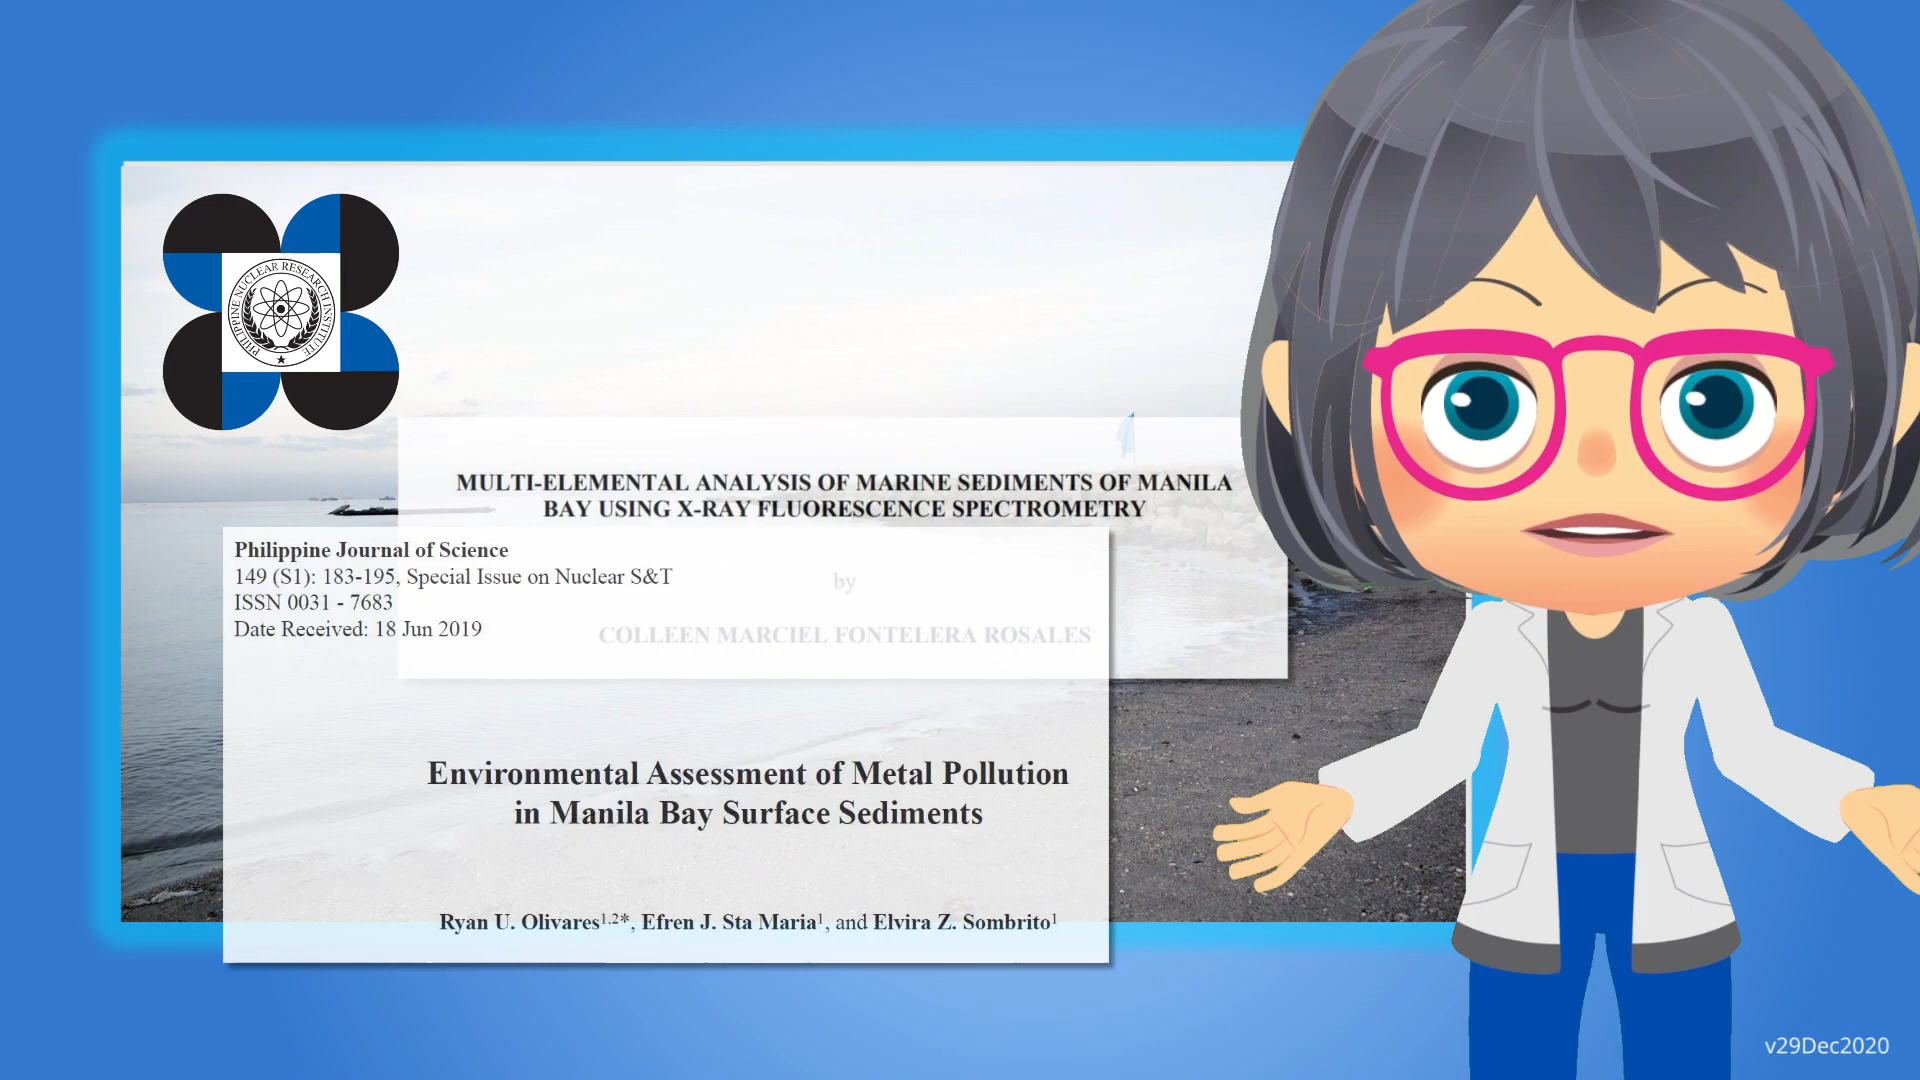 PHILIPPINE NUCLEAR RESEARCH INSTITUTE
MULTI-ELEMENTAL ANALYSIS OF MARINE SEDIMENTS OF MANILA
BAY USING X-RAY FLUORESCENCE SPECTROMETRY
by
COLLEEN MARCIEL FONTELERA ROSALES
Philippine Journal of Science
149 (S1): 183-195, Special Issue on Nuclear S&T
ISSN 0031 - 7683
Date Received: 18 Jun 2019
Environmental Assessment of Metal Pollution
in Manila Bay Surface Sediments
Ryan U. Olivares1,2*, Efren J. Sta Maria1, and Elvira Z. Sombrito1
v29Dec2020